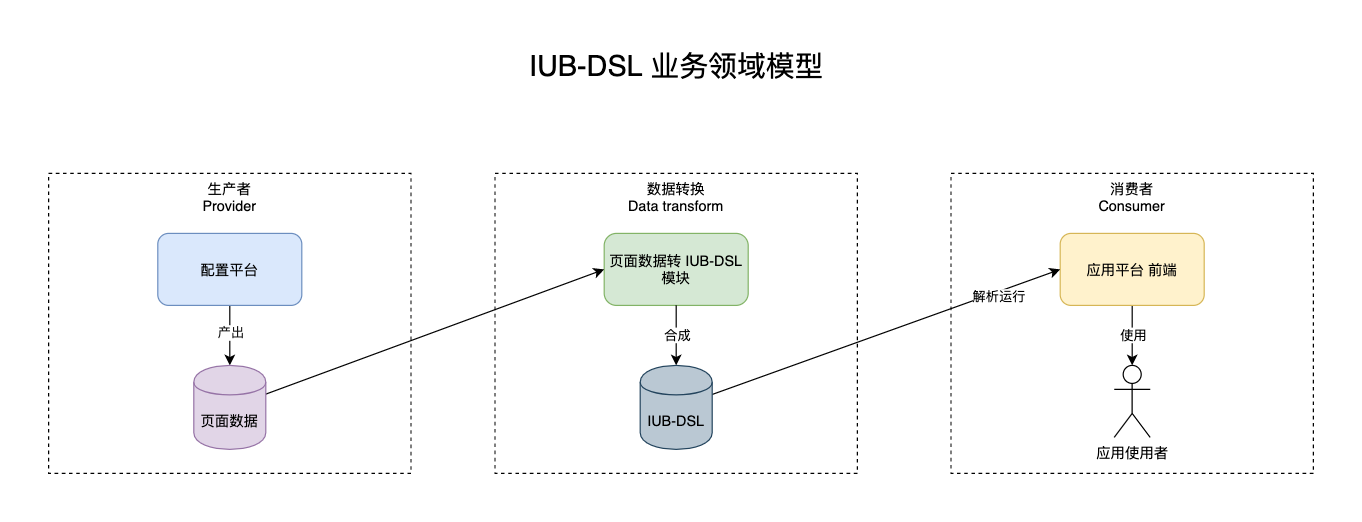 IUB-DSL 业务领域模型
生产者
Provider
配置平台
产出
页面数据
数据转换
Data transform
页面数据转 IUB-DSL
模块
合成
IUB-DSL
解析运行
消费者
Consumer
应用平台 前端
使用
应用使用者